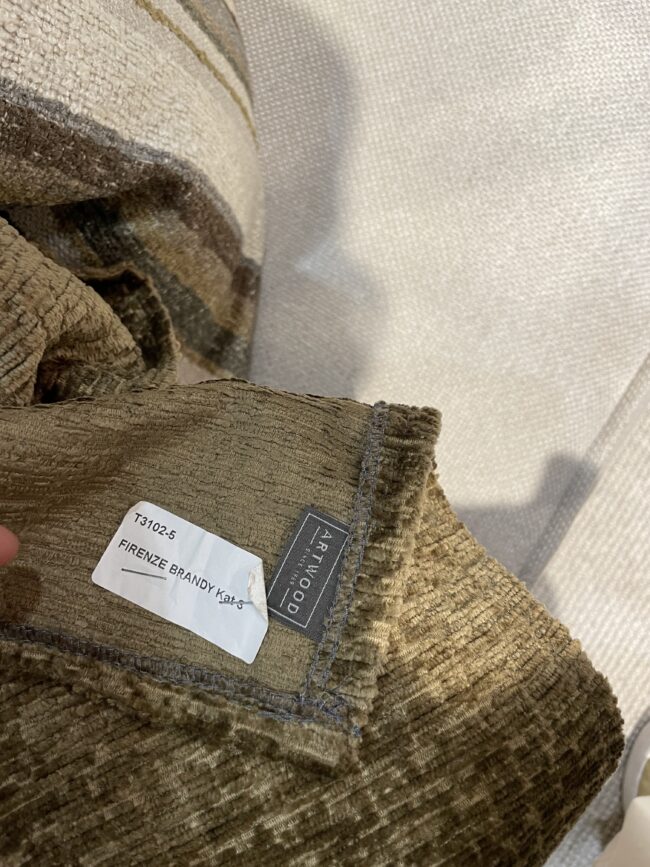 T3102-5
FIRENZE BRANDY Kat 3
ARTWOOD